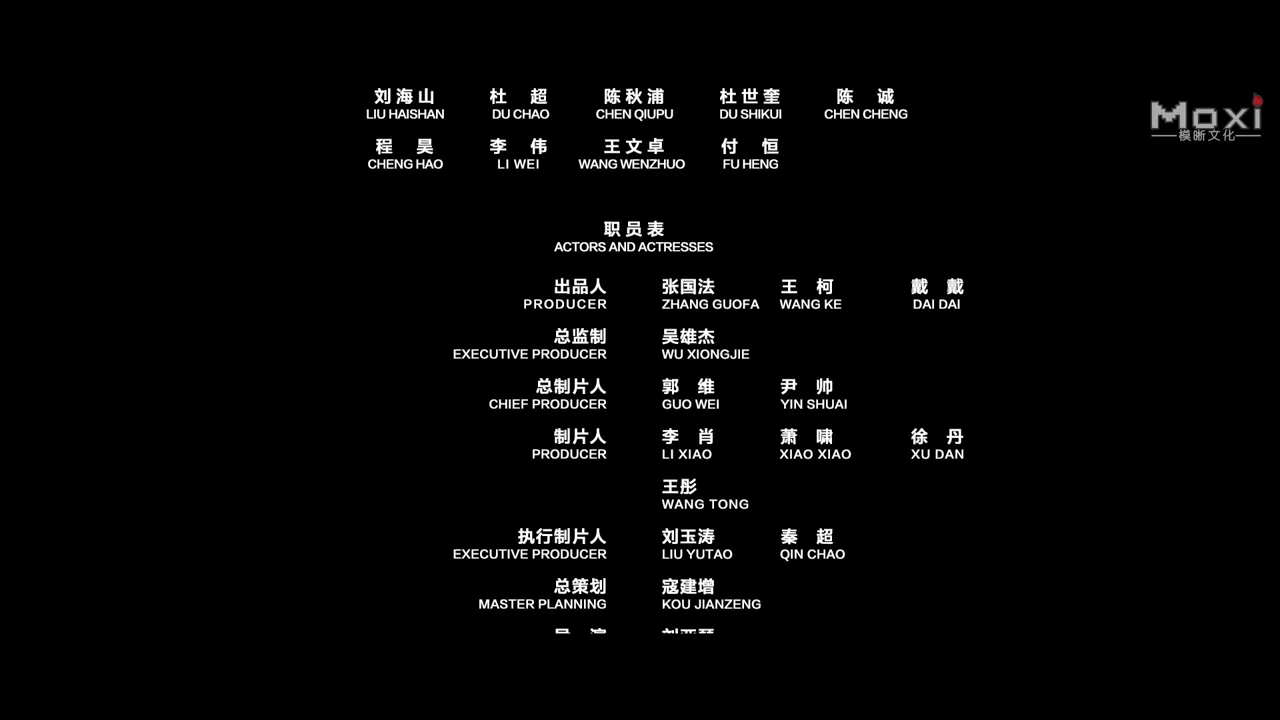 刘海山 杜 超 陈秋浦 杜世奎 陈 诚
LIU HAISHAN DU CHAO CHEN QIUPU DU SHIKUI CHEN CHENG
程 昊 李 伟 王文卓 付 恒
CHENG HAO LI WEI WANG WENZHUO FU HENG
Moxi
模晰文化
职员表
ACTORS AND ACTRESSES
出品人 张国法 王 柯 戴 戴
PRODUCER ZHANG GUOFA WANG KE DAI DAI
总监制 吴雄杰
EXECUTIVE PRODUCER WU XIONGJIE
总制片人 郭 维 尹 帅
CHIEF PRODUCER GUO WEI YIN SHUAI
制片人 李 肖 萧 啸 徐 丹
PRODUCER LI XIAO XIAO XIAO XU DAN
王彤
WANG TONG
执行制片人 刘玉涛 秦 超
EXECUTIVE PRODUCER LIU YUTAO QIN CHAO
总策划 寇建增
MASTER PLANNING KOU JIANZENG